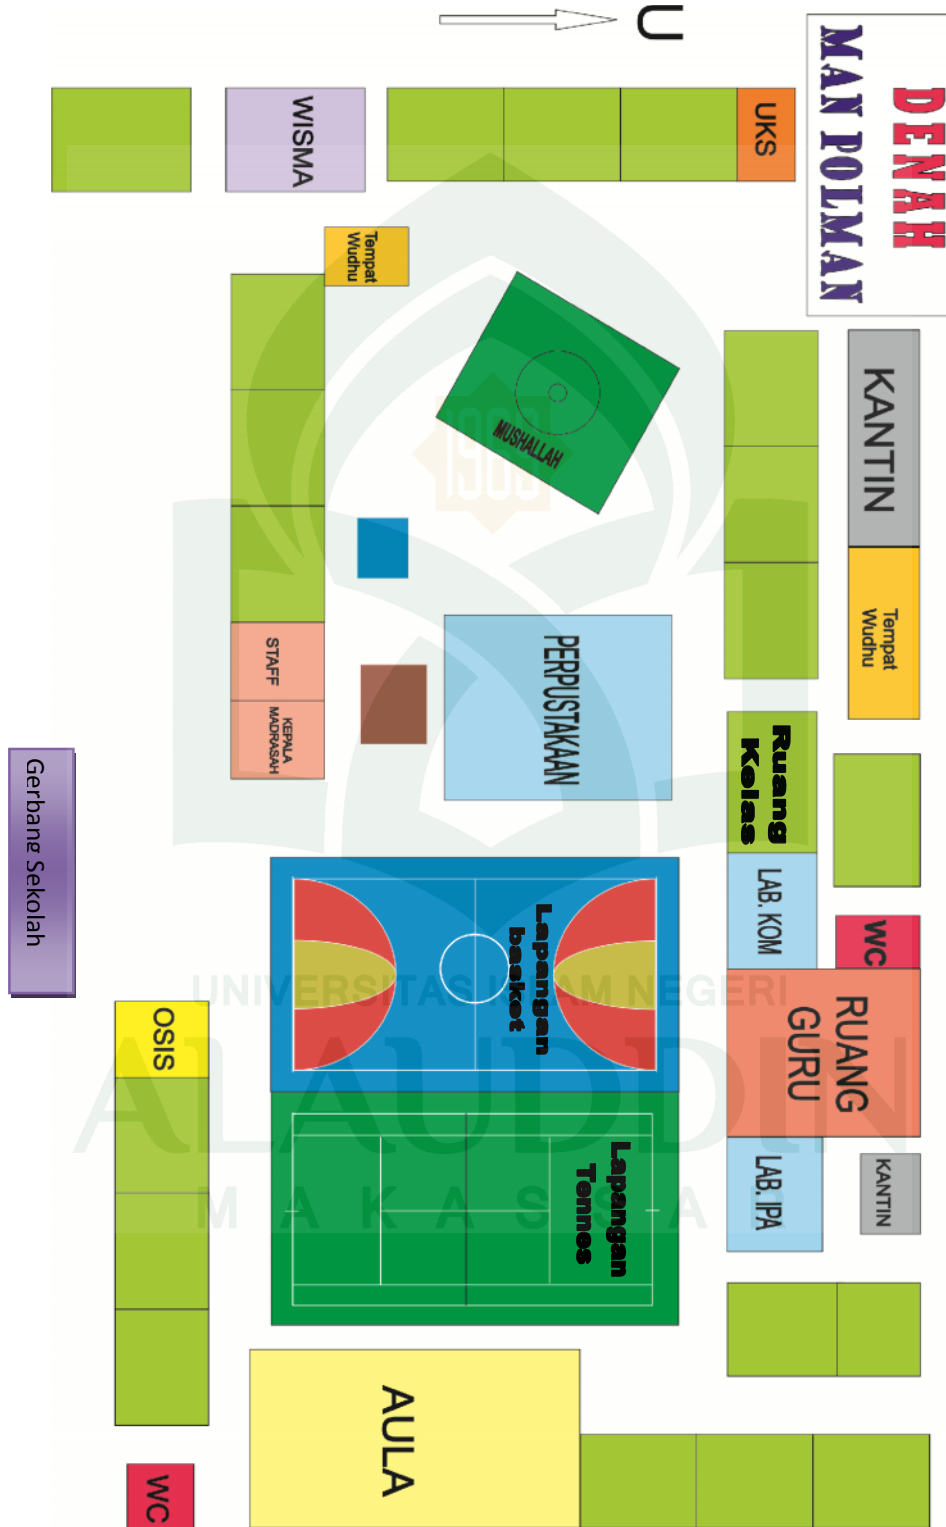 DENAH
MAN POLMAN
U
UKS
WISMA
Tempat
Wudhu
MUSHALLAH
1983
KANTIN
Tempat
Wudhu
PERPUSTAKAAN
STAFF
KEPALA
MADRASAH
Ruang
Kelas
LAB. KOM
WC
RUANG
GURU
LAB. IPA
KANTIN
Gerbang Sekolah
Lapangan
basket
Lapangan
Tennes
OSIS
AULA
WC
UNIVERSITAS ISLAM NEGERI
ALAUDDIN
MAKASSAR